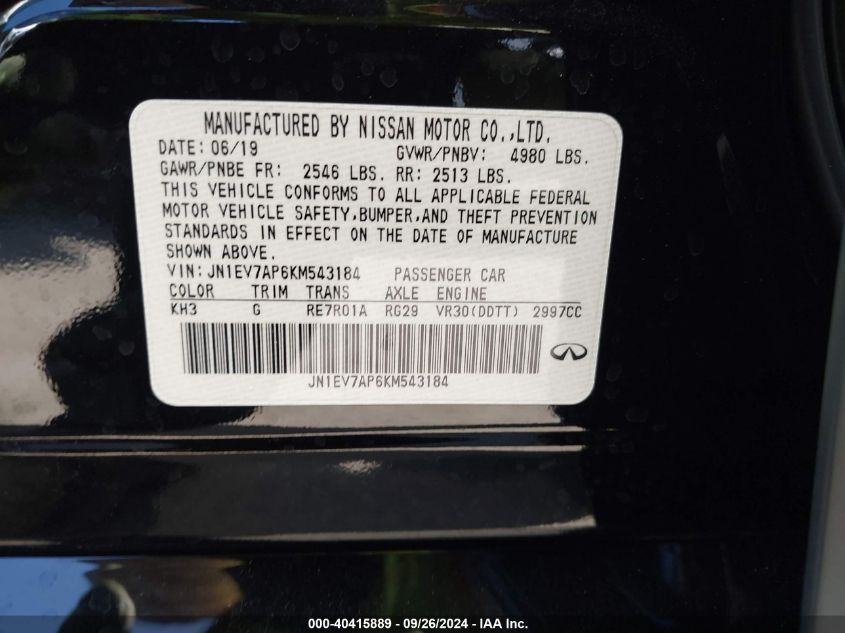 MANUFACTURED BY NISSAN MOTOR CO.,LTD.
DATE: 06/19 GVWR/PNBV: 4980 LBS.
GAWR/PNBE FR: 2546 LBS. RR: 2513 LBS.
THIS VEHICLE CONFORMS TO ALL APPLICABLE FEDERAL
MOTOR VEHICLE SAFETY,BUMPER,AND THEFT PREVENTION
STANDARDS IN EFFECT ON THE DATE OF MANUFACTURE
SHOWN ABOVE.
VIN: JN1EV7AP6KM543184 PASSENGER CAR
COLOR TRIM TRANS AXLE ENGINE
KH3 G RE7R01A RG29 VR30(DDTT) 2997CC
JN1EV7AP6KM543184
000-40415889 - 09/26/2024 - IAA Inc.